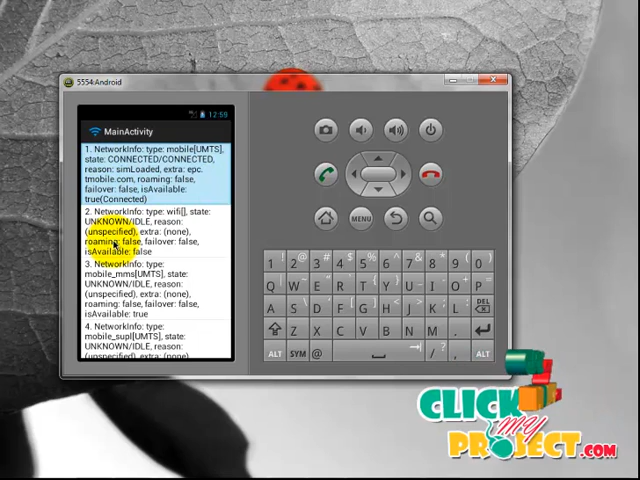 5554:Android
12:59
MainActivity
1. NetworkInfo: type: mobile[UMTS],
state: CONNECTED/CONNECTED,
reason: simLoaded, extra: epc.
tmobile.com, roaming: false,
failover: false, isAvailable:
true(Connected)
2. NetworkInfo: type: wifi[], state:
UNKNOWN/IDLE, reason:
(unspecified), extra: (none),
roaming: false, failover: false,
isAvailable: false
3. NetworkInfo: type:
mobile_mms[UMTS], state:
UNKNOWN/IDLE, reason:
(unspecified), extra: (none),
roaming: false, failover: false,
isAvailable: true
4. NetworkInfo: type:
mobile_supl[UMTS], state:
UNKNOWN/IDLE, reason:
(unspecified), extra: (none)
MENU
1 ! 2 @ 3 # 4 $ 5 % 6 ^ 7 & 8 * 9 ( 0 )
Q W E R T Y U I O P
A S D F G H J K L DEL
Z X C V B N M .
ALT SYM @ / ? , ALT
CLICK
MY
PROJECT.COM